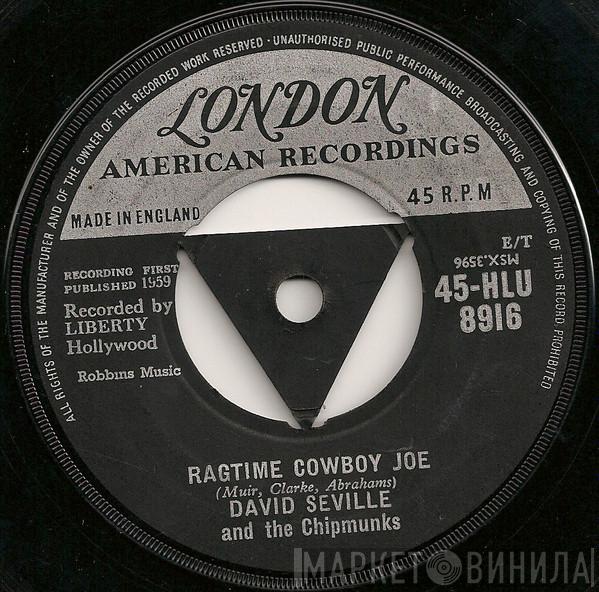 ALL RIGHTS OF THE MANUFACTURER AND OF THE OWNER OF THE RECORDED WORK RESERVED · UNAUTHORISED PUBLIC PERFORMANCE BROADCASTING AND COPYING OF THIS RECORD PROHIBITED
LONDON
AMERICAN RECORDINGS
45 R.P.M
MADE IN ENGLAND
E/T
MSX.3596
RECORDING FIRST
PUBLISHED 1959
45-HLU
8916
Recorded by
LIBERTY
Hollywood
Robbins Music
RAGTIME COWBOY JOE
(Muir, Clarke, Abrahams)
DAVID SEVILLE
and the Chipmunks
МАРКЕТ ВИНИЛА